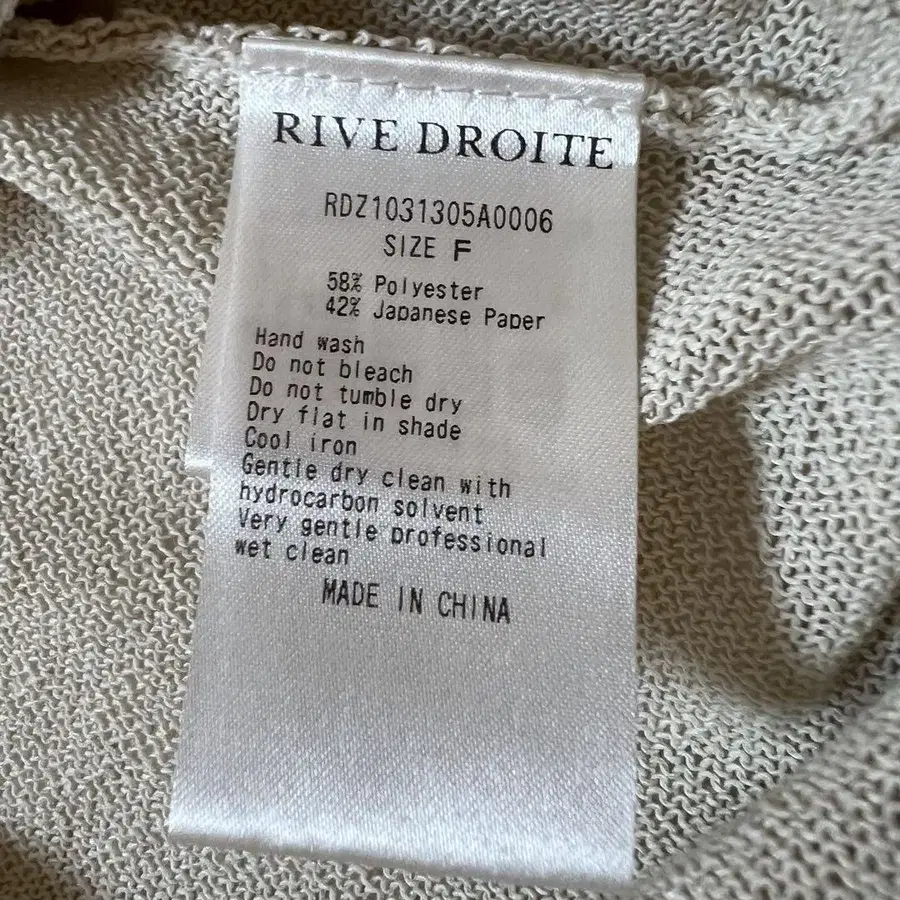 RIVE DROITE
RDZ1031305A0006
SIZE F
58% Polyester
42% Japanese Paper
Hand wash
Do not bleach
Do not tumble dry
Dry flat in shade
Cool iron
Gentle dry clean with
hydrocarbon solvent
Very gentle professional
wet clean
MADE IN CHINA